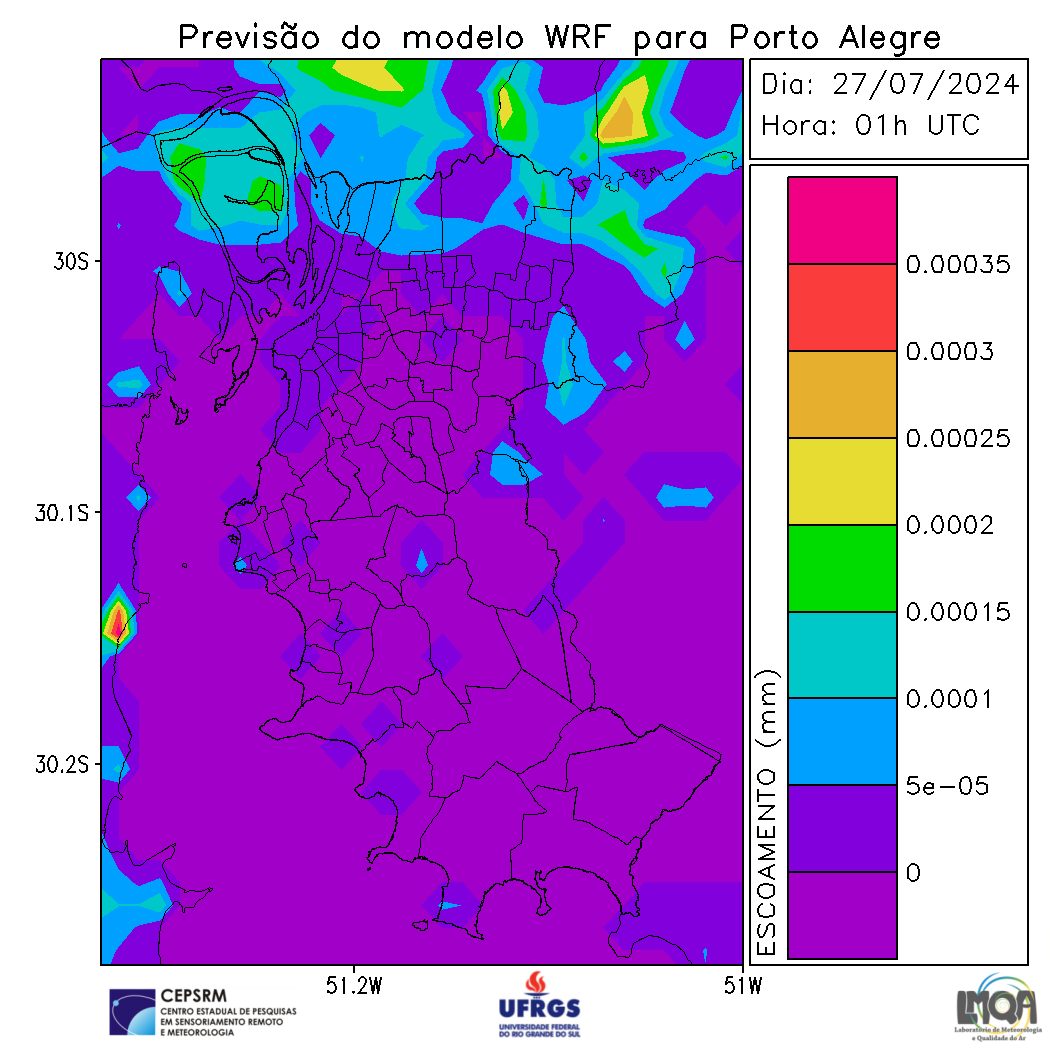 Previsão do modelo WRF para Porto Alegre
Dia: 27/07/2024
Hora: 01h UTC
30S
30.1S
30.2S
51.2W
51W
ESCOAMENTO (mm)
0.00035
0.0003
0.00025
0.0002
0.00015
0.0001
5e-05
0
CEPSRM
CENTRO ESTADUAL DE PESQUISAS
EM SENSORIAMENTO REMOTO
E METEOROLOGIA
UFRGS
UNIVERSIDADE FEDERAL
DO RIO GRANDE DO SUL
LMQA
Laboratório de Meteorologia
e Qualidade do Ar